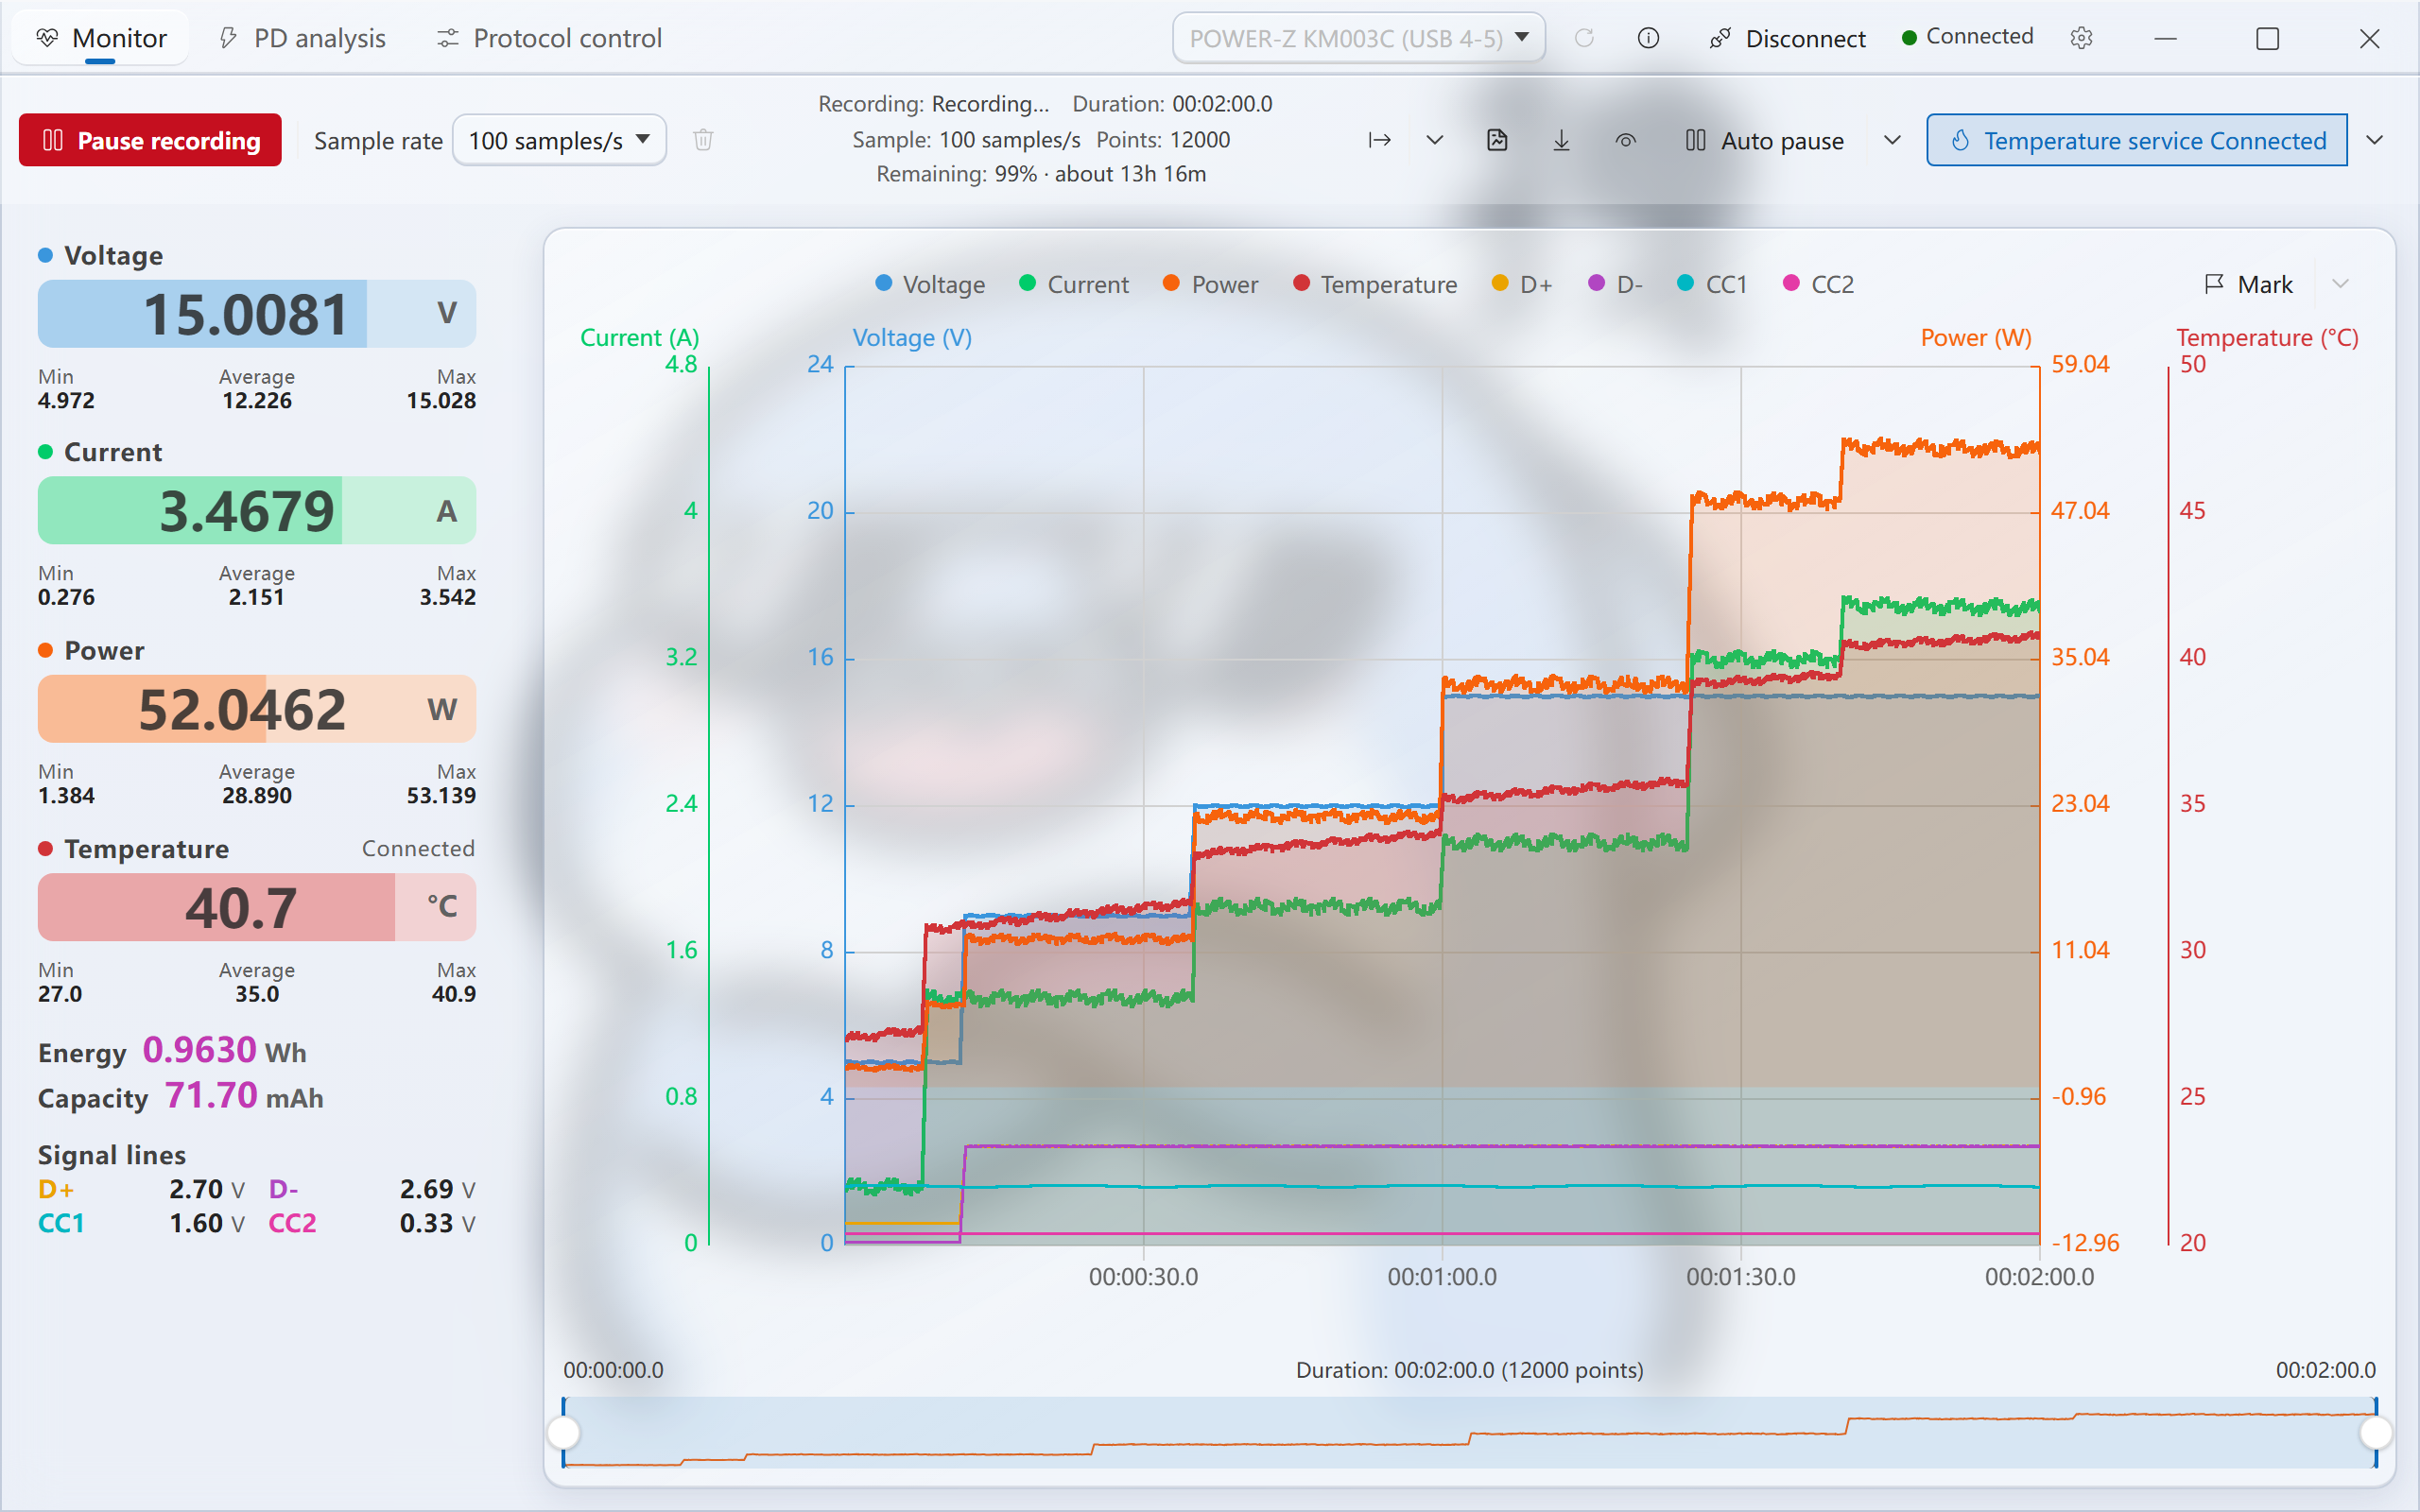 Monitor PD analysis Protocol control POWER-Z KM003C (USB 4-5) Disconnect Connected
Pause recording Sample rate 100 samples/s
Recording: Recording... Duration: 00:02:00.0
Sample: 100 samples/s Points: 12000
Remaining: 99% · about 13h 16m
Auto pause Temperature service Connected
Voltage
15.0081 V
Min Average Max
4.972 12.226 15.028
Current
3.4679 A
Min Average Max
0.276 2.151 3.542
Power
52.0462 W
Min Average Max
1.384 28.890 53.139
Temperature Connected
40.7 °C
Min Average Max
27.0 35.0 40.9
Energy 0.9630 Wh
Capacity 71.70 mAh
Signal lines
D+ 2.70 V D- 2.69 V
CC1 1.60 V CC2 0.33 V
Voltage Current Power Temperature D+ D- CC1 CC2 Mark
Current (A) Voltage (V) Power (W) Temperature (°C)
4.8 24 59.04 50
4 20 47.04 45
3.2 16 35.04 40
2.4 12 23.04 35
1.6 8 11.04 30
0.8 4 -0.96 25
0 0 -12.96 20
00:00:30.0 00:01:00.0 00:01:30.0 00:02:00.0
00:00:00.0 Duration: 00:02:00.0 (12000 points) 00:02:00.0